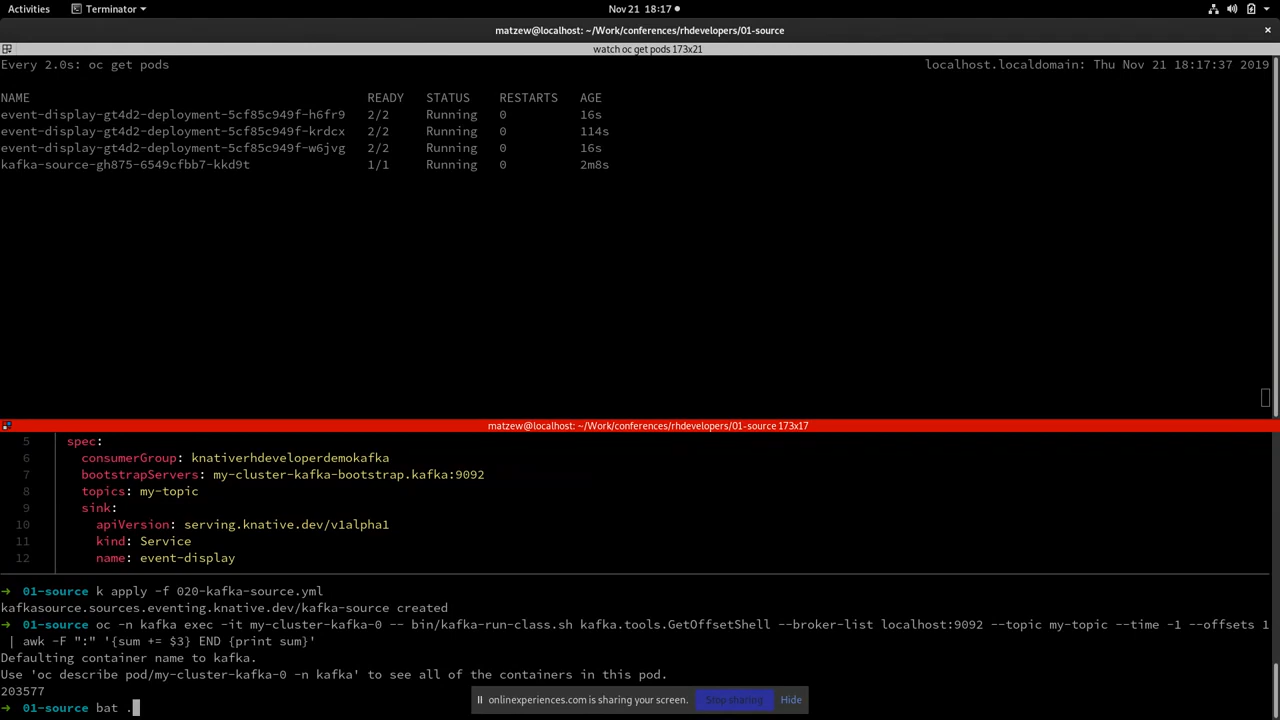 Activities Terminator Nov 21 18:17
matzew@localhost: ~/Work/conferences/rhdevelopers/01-source
watch oc get pods 173x21
Every 2.0s: oc get pods localhost.localdomain: Thu Nov 21 18:17:37 2019
NAME READY STATUS RESTARTS AGE
event-display-gt4d2-deployment-5cf85c949f-h6fr9 2/2 Running 0 16s
event-display-gt4d2-deployment-5cf85c949f-krdcx 2/2 Running 0 114s
event-display-gt4d2-deployment-5cf85c949f-w6jvg 2/2 Running 0 16s
kafka-source-gh875-6549cfbb7-kkd9t 1/1 Running 0 2m8s
matzew@localhost: ~/Work/conferences/rhdevelopers/01-source 173x17
5 spec:
6 consumerGroup: knativerhdeveloperdemokafka
7 bootstrapServers: my-cluster-kafka-bootstrap.kafka:9092
8 topics: my-topic
9 sink:
10 apiVersion: serving.knative.dev/v1alpha1
11 kind: Service
12 name: event-display
➜ 01-source k apply -f 020-kafka-source.yml
kafkasource.sources.eventing.knative.dev/kafka-source created
➜ 01-source oc -n kafka exec -it my-cluster-kafka-0 -- bin/kafka-run-class.sh kafka.tools.GetOffsetShell --broker-list localhost:9092 --topic my-topic --time -1 --offsets 1
| awk -F ":" '{sum += $3} END {print sum}'
Defaulting container name to kafka.
Use 'oc describe pod/my-cluster-kafka-0 -n kafka' to see all of the containers in this pod.
203577
onlinexperiences.com is sharing your screen. Stop sharing Hide
➜ 01-source bat .